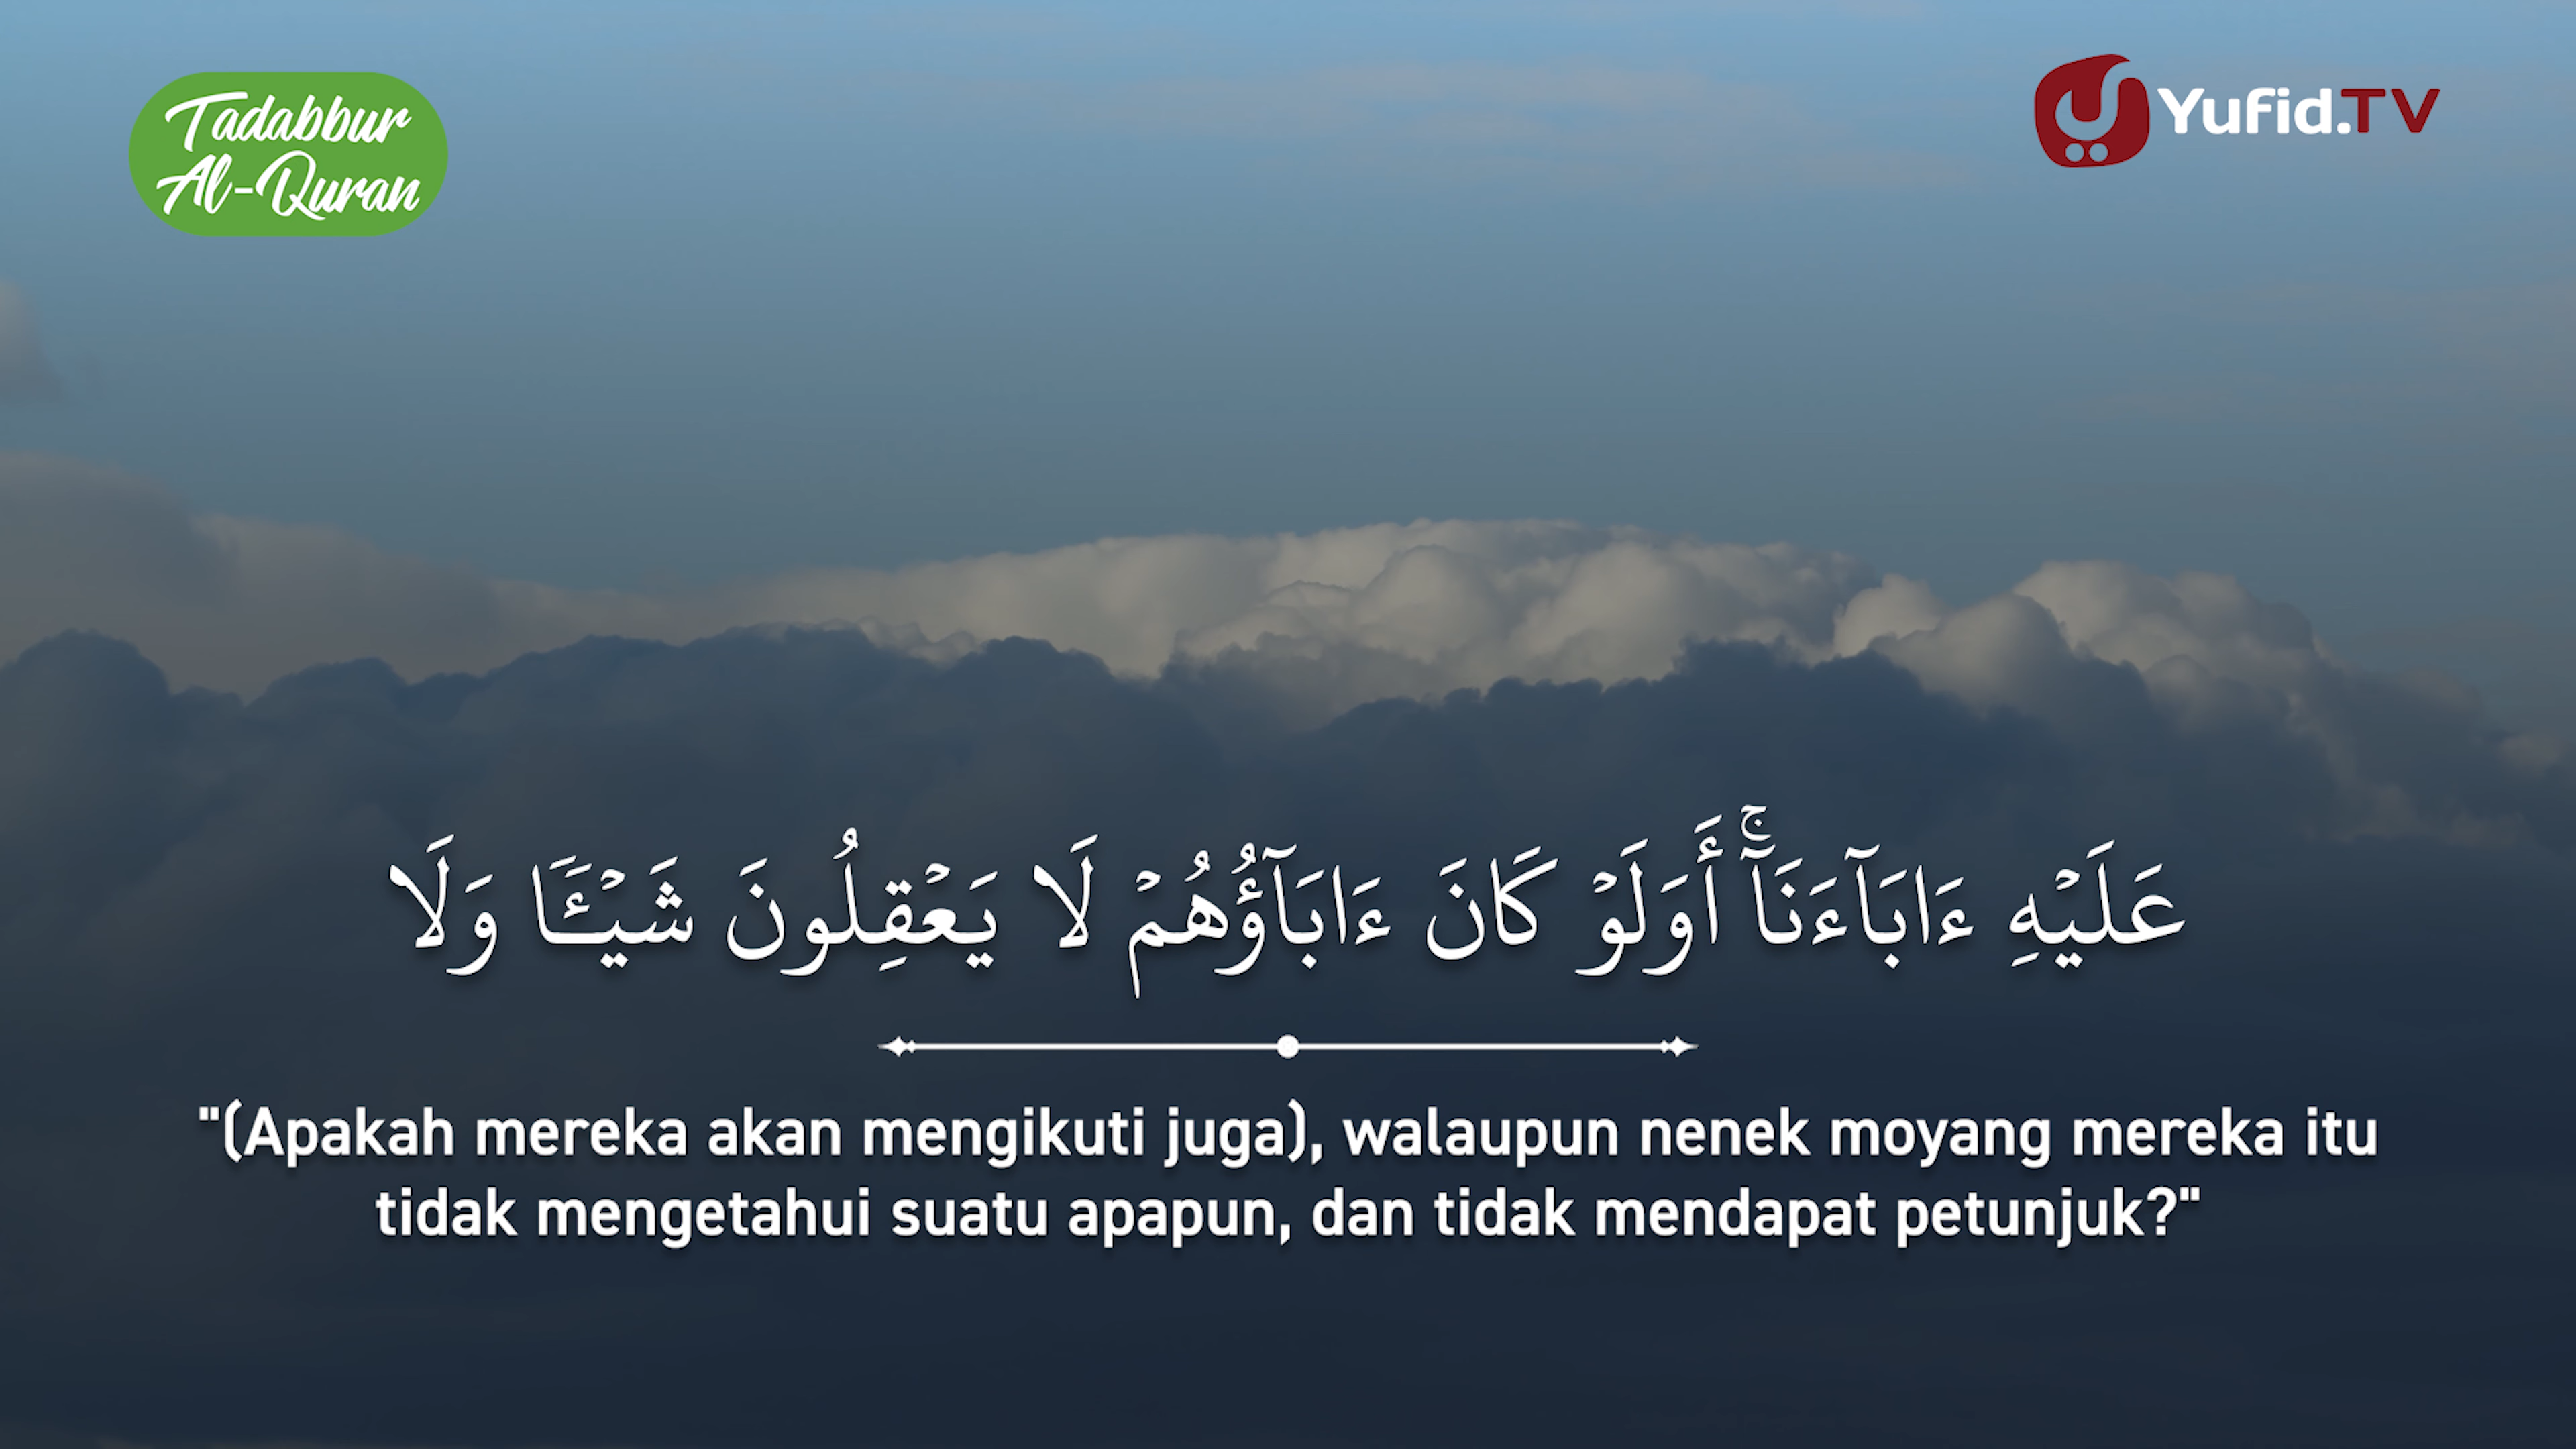 Tadabbur
Al-Quran
Yufid.TV
عَلَيْهِ ءَابَآءَنَآۚ أَوَلَوْ كَانَ ءَابَآؤُهُمْ لَا يَعْقِلُونَ شَيْـًٔا وَلَا
"(Apakah mereka akan mengikuti juga), walaupun nenek moyang mereka itu
tidak mengetahui suatu apapun, dan tidak mendapat petunjuk?"